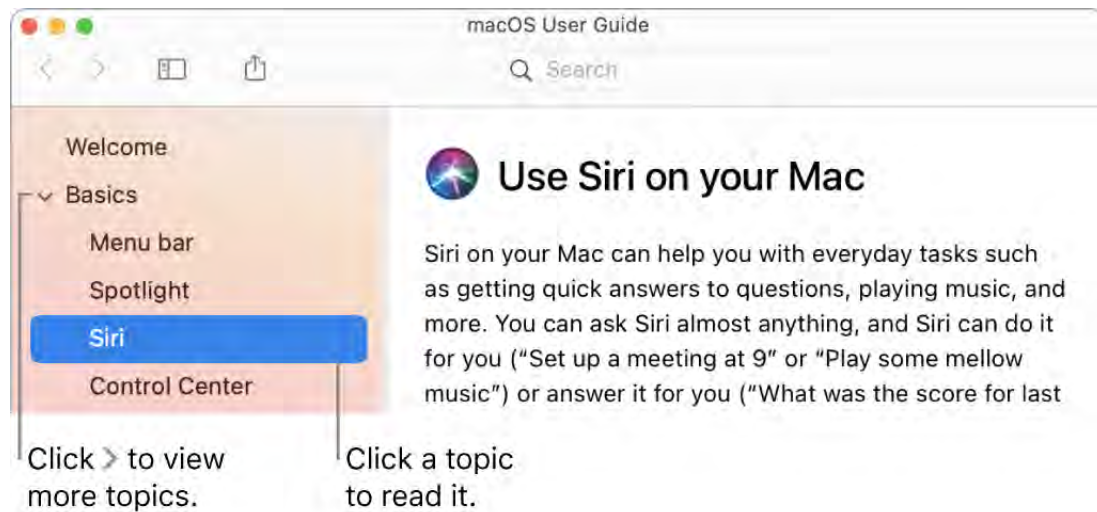 macOS User Guide
Search
Welcome
Basics
Menu bar
Spotlight
Siri
Control Center
Use Siri on your Mac
Siri on your Mac can help you with everyday tasks such
as getting quick answers to questions, playing music, and
more. You can ask Siri almost anything, and Siri can do it
for you (“Set up a meeting at 9” or “Play some mellow
music”) or answer it for you (“What was the score for last
Click > to view
more topics.
Click a topic
to read it.